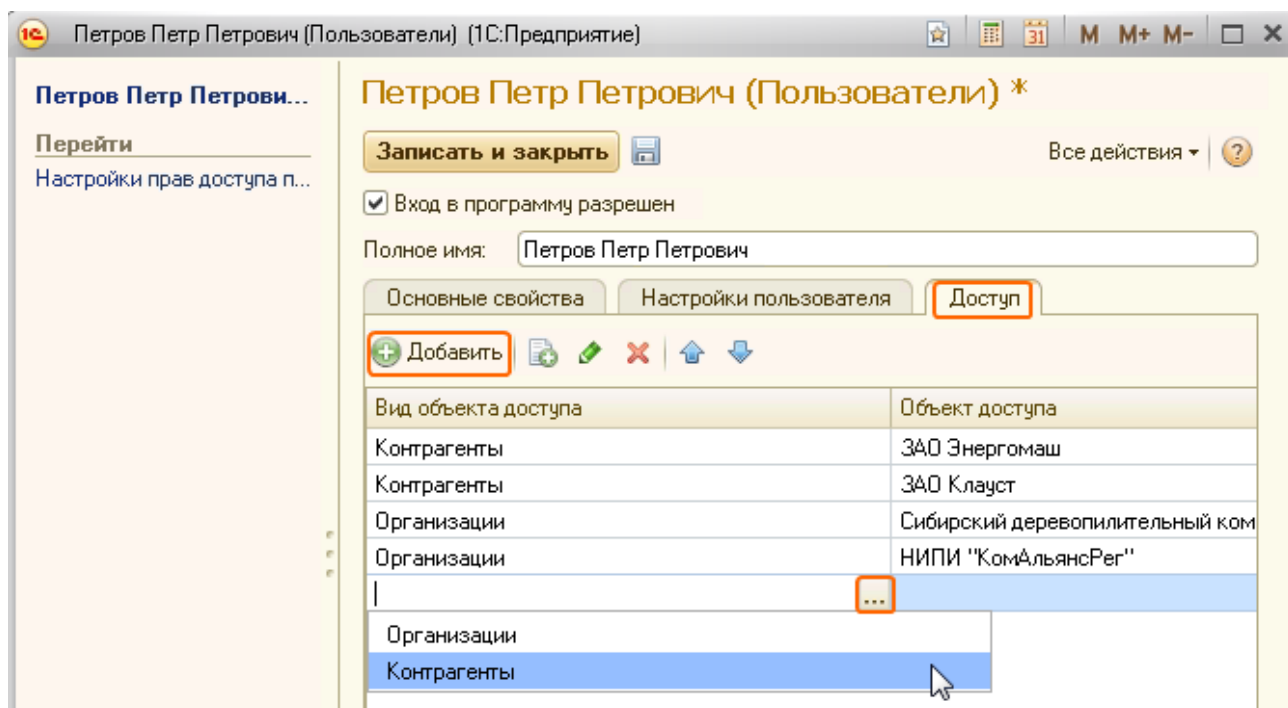 Петров Петр Петрович (Пользователи) (1С:Предприятие)
31 M M+ M-
Петров Петр Петрови...
Перейти
Настройки прав доступа п...
Петров Петр Петрович (Пользователи) *
Записать и закрыть
Все действия
?
Вход в программу разрешен
Полное имя: Петров Петр Петрович
Основные свойства Настройки пользователя Доступ
Добавить
Вид объекта доступа Объект доступа
Контрагенты ЗАО Энергомаш
Контрагенты ЗАО Клауст
Организации Сибирский деревопилительный ком
Организации НИПИ "КомАльянсРег"
...
Организации
Контрагенты